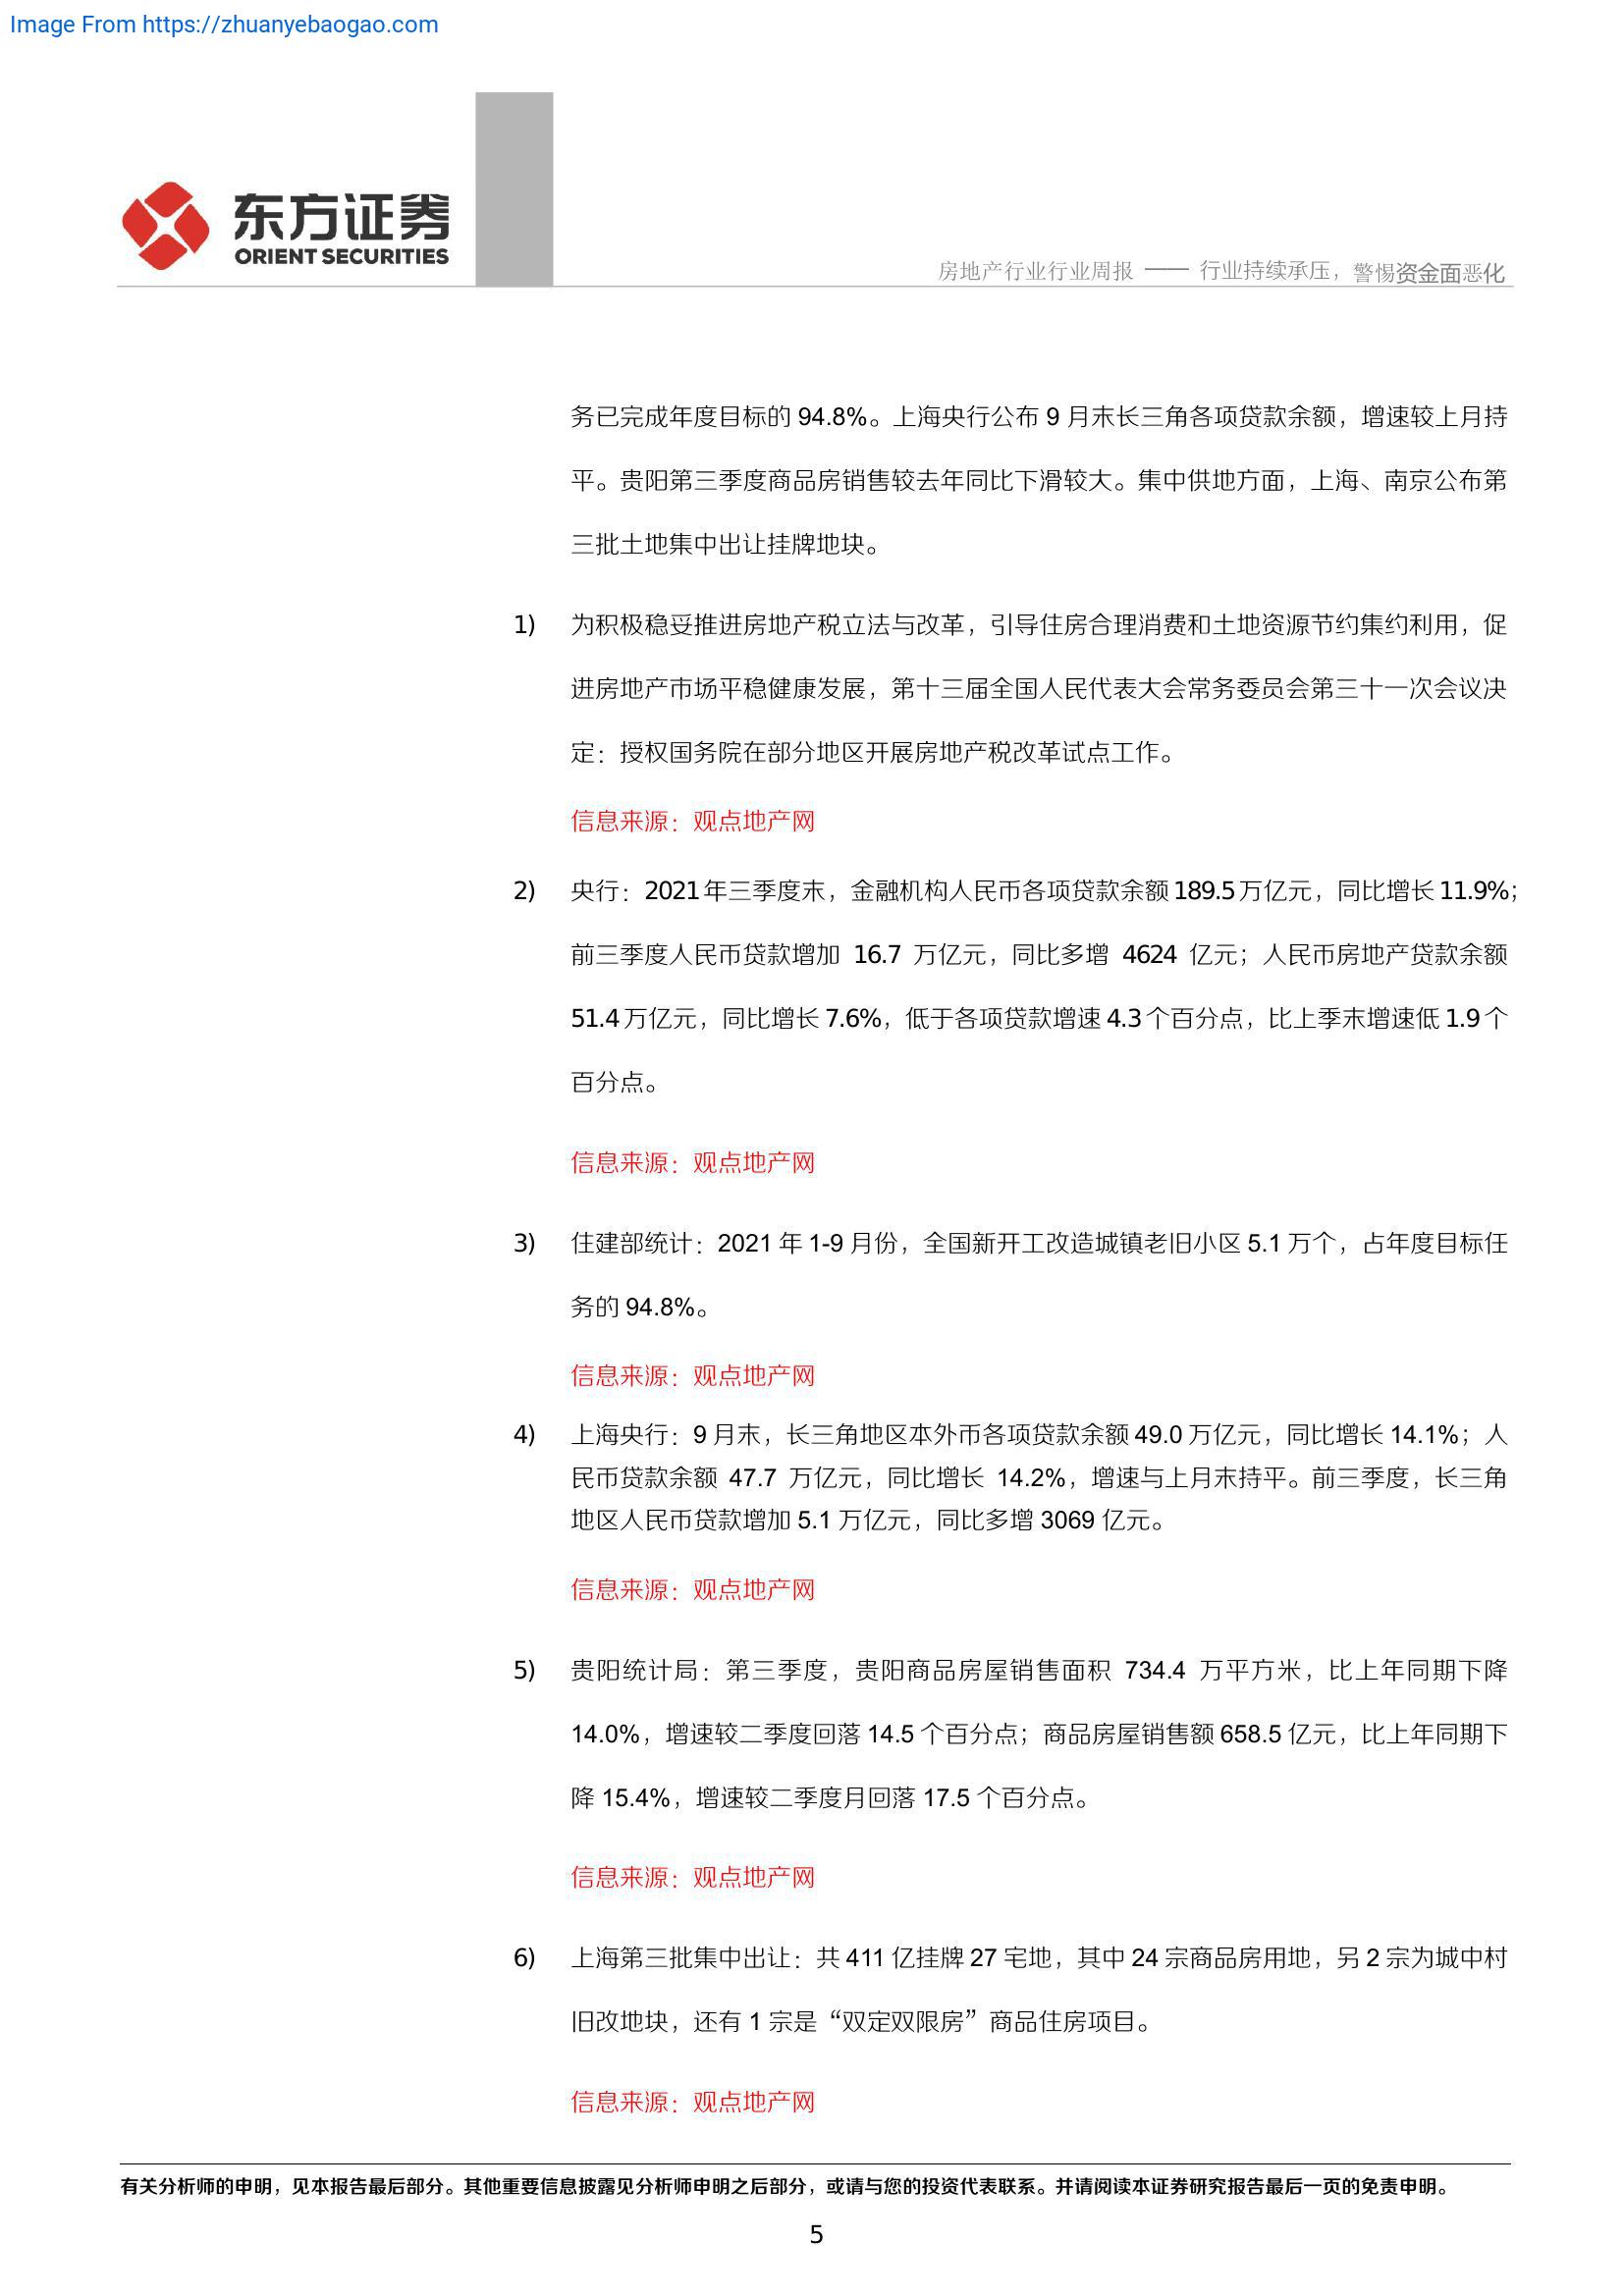 Image From https://zhuanyebaogao.com
东方证券
ORIENT SECURITIES
房地产行业行业周报 —— 行业持续承压，警惕资金面恶化
务已完成年度目标的 94.8%。上海央行公布 9 月末长三角各项贷款余额，增速较上月持
平。贵阳第三季度商品房销售较去年同比下滑较大。集中供地方面，上海、南京公布第
三批土地集中出让挂牌地块。
1) 为积极稳妥推进房地产税立法与改革，引导住房合理消费和土地资源节约集约利用，促
进房地产市场平稳健康发展，第十三届全国人民代表大会常务委员会第三十一次会议决
定：授权国务院在部分地区开展房地产税改革试点工作。
信息来源：观点地产网
2) 央行：2021 年三季度末，金融机构人民币各项贷款余额 189.5 万亿元，同比增长 11.9%；
前三季度人民币贷款增加 16.7 万亿元，同比多增 4624 亿元；人民币房地产贷款余额
51.4 万亿元，同比增长 7.6%，低于各项贷款增速 4.3 个百分点，比上季末增速低 1.9 个
百分点。
信息来源：观点地产网
3) 住建部统计：2021 年 1-9 月份，全国新开工改造城镇老旧小区 5.1 万个，占年度目标任
务的 94.8%。
信息来源：观点地产网
4) 上海央行：9 月末，长三角地区本外币各项贷款余额 49.0 万亿元，同比增长 14.1%；人
民币贷款余额 47.7 万亿元，同比增长 14.2%，增速与上月末持平。前三季度，长三角
地区人民币贷款增加 5.1 万亿元，同比多增 3069 亿元。
信息来源：观点地产网
5) 贵阳统计局：第三季度，贵阳商品房屋销售面积 734.4 万平方米，比上年同期下降
14.0%，增速较二季度回落 14.5 个百分点；商品房屋销售额 658.5 亿元，比上年同期下
降 15.4%，增速较二季度月回落 17.5 个百分点。
信息来源：观点地产网
6) 上海第三批集中出让：共 411 亿挂牌 27 宅地，其中 24 宗商品房用地，另 2 宗为城中村
旧改地块，还有 1 宗是“双定双限房”商品住房项目。
信息来源：观点地产网
有关分析师的申明，见本报告最后部分。其他重要信息披露见分析师申明之后部分，或请与您的投资代表联系。并请阅读本证券研究报告最后一页的免责申明。
5